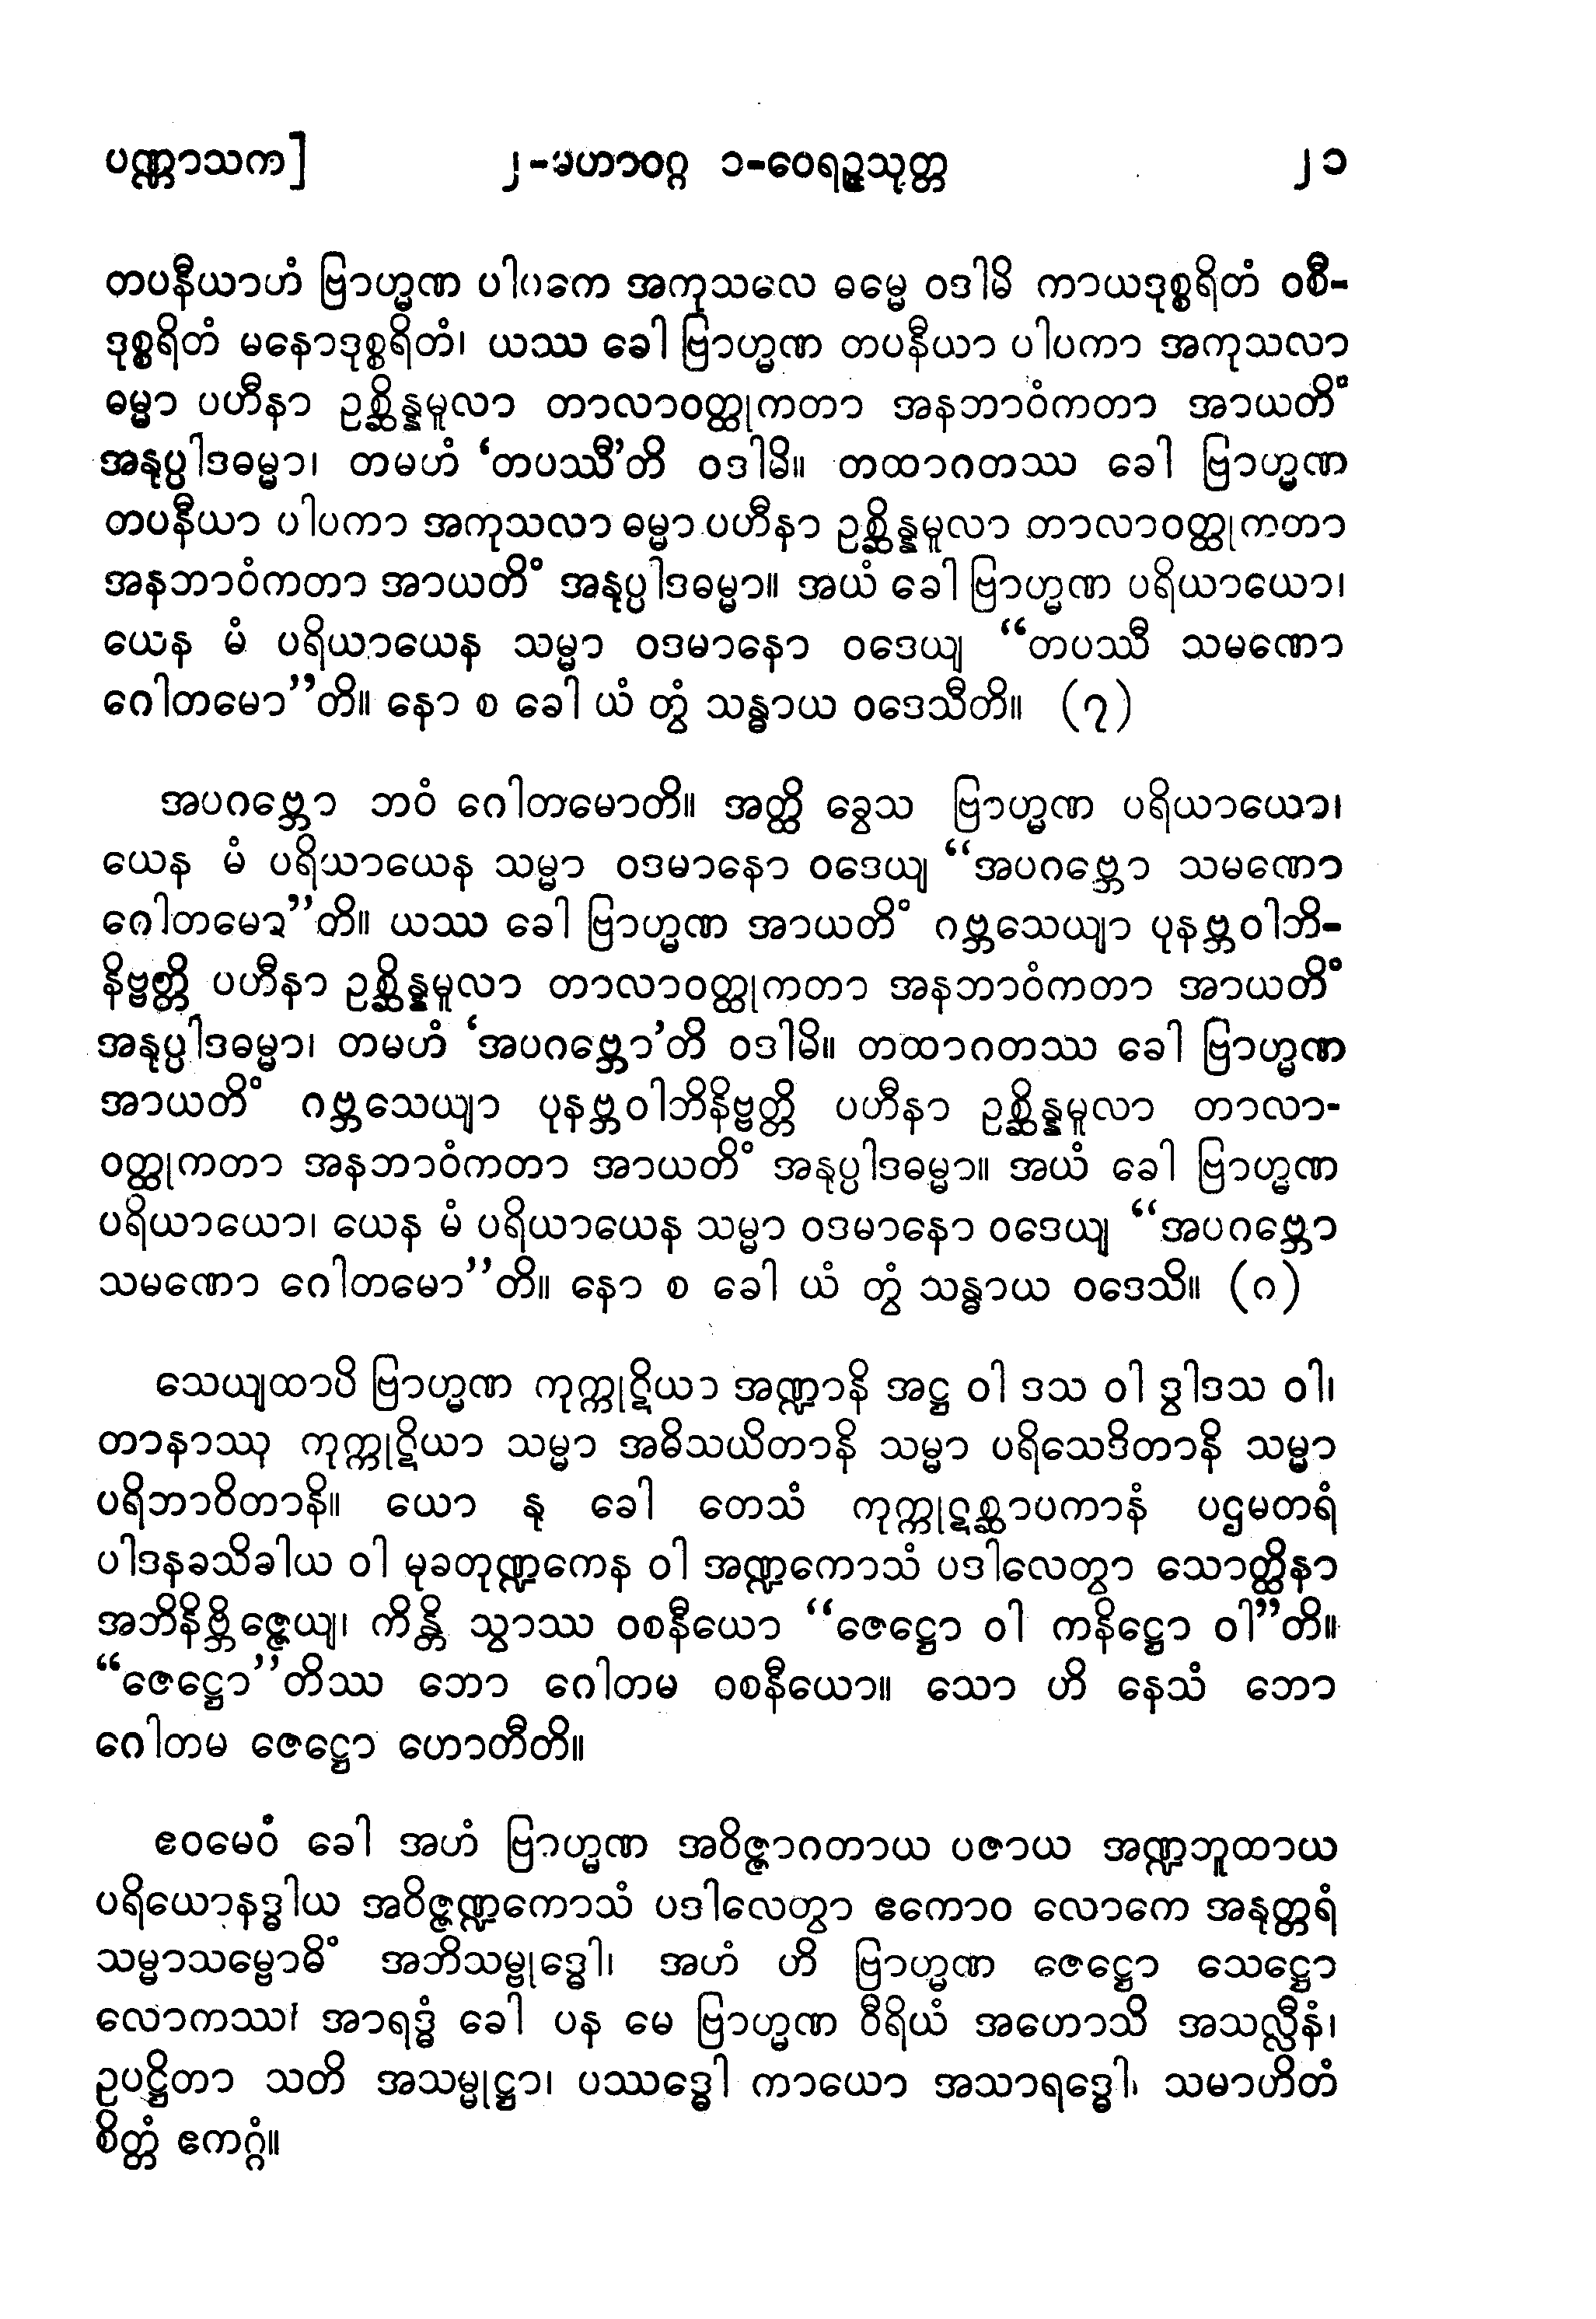 ပဏ္ဏာသက] ၂-မဟာဝဂ္ဂ ၁-ဝေရဉ္ဇသုတ္တ ၂၁
တပနီယာဟံ ဗြာဟ္မဏ ပါပကေ အကုသလေ ဓမ္မေ ဝဒါမိ ကာယဒုစ္စရိတံ ဝစီ-
ဒုစ္စရိတံ မနောဒုစ္စရိတံ၊ ယဿ ခေါ ဗြာဟ္မဏ တပနီယာ ပါပကာ အကုသလာ
ဓမ္မာ ပဟီနာ ဥစ္ဆိန္နမူလာ တာလာဝတ္ထုကတာ အနဘာဝံကတာ အာယတိံ
အနုပ္ပါဒဓမ္မာ၊ တမဟံ ‘တပဿီ’တိ ဝဒါမိ။ တထာဂတဿ ခေါ ဗြာဟ္မဏ
တပနီယာ ပါပကာ အကုသလာ ဓမ္မာ ပဟီနာ ဥစ္ဆိန္နမူလာ တာလာဝတ္ထုကတာ
အနဘာဝံကတာ အာယတိံ အနုပ္ပါဒဓမ္မာ။ အယံ ခေါ ဗြာဟ္မဏ ပရိယာယော၊
ယေန မံ ပရိယာယေန သမ္မာ ဝဒမာနော ဝဒေယျ “တပဿီ သမဏော
ဂေါတမော”တိ။ နော စ ခေါ ယံ တွံ သန္ဓာယ ဝဒေသီတိ။ (၇)
အပဂဗ္ဘော ဘဝံ ဂေါတမောတိ။ အတ္ထိ ခွေသ ဗြာဟ္မဏ ပရိယာယော၊
ယေန မံ ပရိယာယေန သမ္မာ ဝဒမာနော ဝဒေယျ “အပဂဗ္ဘော သမဏော
ဂေါတမော”တိ။ ယဿ ခေါ ဗြာဟ္မဏ အာယတိံ ဂဗ္ဘသေယျာ ပုနဗ္ဘဝါဘိ-
နိဗ္ဗတ္တိ ပဟီနာ ဥစ္ဆိန္နမူလာ တာလာဝတ္ထုကတာ အနဘာဝံကတာ အာယတိံ
အနုပ္ပါဒဓမ္မာ၊ တမဟံ ‘အပဂဗ္ဘော’တိ ဝဒါမိ။ တထာဂတဿ ခေါ ဗြာဟ္မဏ
အာယတိံ ဂဗ္ဘသေယျာ ပုနဗ္ဘဝါဘိနိဗ္ဗတ္တိ ပဟီနာ ဥစ္ဆိန္နမူလာ တာလာ-
ဝတ္ထုကတာ အနဘာဝံကတာ အာယတိံ အနုပ္ပါဒဓမ္မာ။ အယံ ခေါ ဗြာဟ္မဏ
ပရိယာယော၊ ယေန မံ ပရိယာယေန သမ္မာ ဝဒမာနော ဝဒေယျ “အပဂဗ္ဘော
သမဏော ဂေါတမော”တိ။ နော စ ခေါ ယံ တွံ သန္ဓာယ ဝဒေသိ။ (၈)
သေယျထာပိ ဗြာဟ္မဏ ကုက္ကုဋိယာ အဏ္ဍာနိ အဋ္ဌ ဝါ ဒသ ဝါ ဒွါဒသ ဝါ၊
တာနာဿု ကုက္ကုဋိယာ သမ္မာ အဓိသယိတာနိ သမ္မာ ပရိသေဒိတာနိ သမ္မာ
ပရိဘာဝိတာနိ။ ယော နု ခေါ တေသံ ကုက္ကုဋစ္ဆာပကာနံ ပဌမတရံ
ပါဒနခသိခါယ ဝါ မုခတုဏ္ဍကေန ဝါ အဏ္ဍကောသံ ပဒါလေတွာ သောတ္ထိနာ
အဘိနိဗ္ဘိဇ္ဇေယျ၊ ကိန္တိ သွာဿ ဝစနီယော “ဇေဋ္ဌော ဝါ ကနိဋ္ဌော ဝါ”တိ။
“ဇေဋ္ဌော”တိဿ ဘော ဂေါတမ ဝစနီယော။ သော ဟိ နေသံ ဘော
ဂေါတမ ဇေဋ္ဌော ဟောတီတိ။
ဧဝမေဝံ ခေါ အဟံ ဗြာဟ္မဏ အဝိဇ္ဇာဂတာယ ပဇာယ အဏ္ဍဘူတာယ
ပရိယောနဒ္ဓါယ အဝိဇ္ဇဏ္ဍကောသံ ပဒါလေတွာ ဧကောဝ လောကေ အနုတ္တရံ
သမ္မာသမ္ဗောဓိံ အဘိသမ္ဗုဒ္ဓေါ၊ အဟံ ဟိ ဗြာဟ္မဏ ဇေဋ္ဌော သေဋ္ဌော
လောကဿ၊ အာရဒ္ဓံ ခေါ ပန မေ ဗြာဟ္မဏ ဝီရိယံ အဟောသိ အသလ္လီနံ၊
ဥပဋ္ဌိတာ သတိ အသမ္မုဋ္ဌာ၊ ပဿဒ္ဓေါ ကာယော အသာရဒ္ဓေါ၊ သမာဟိတံ
စိတ္တံ ဧကဂ္ဂံ။